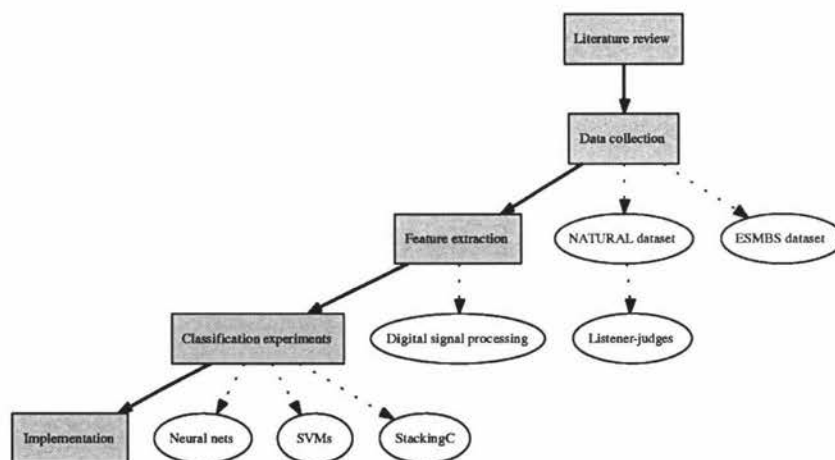 Literature review
Data collection
Feature extraction
NATURAL dataset
ESMBS dataset
Classification experiments
Digital signal processing
Listener-judges
Implementation
Neural nets
SVMs
StackingC